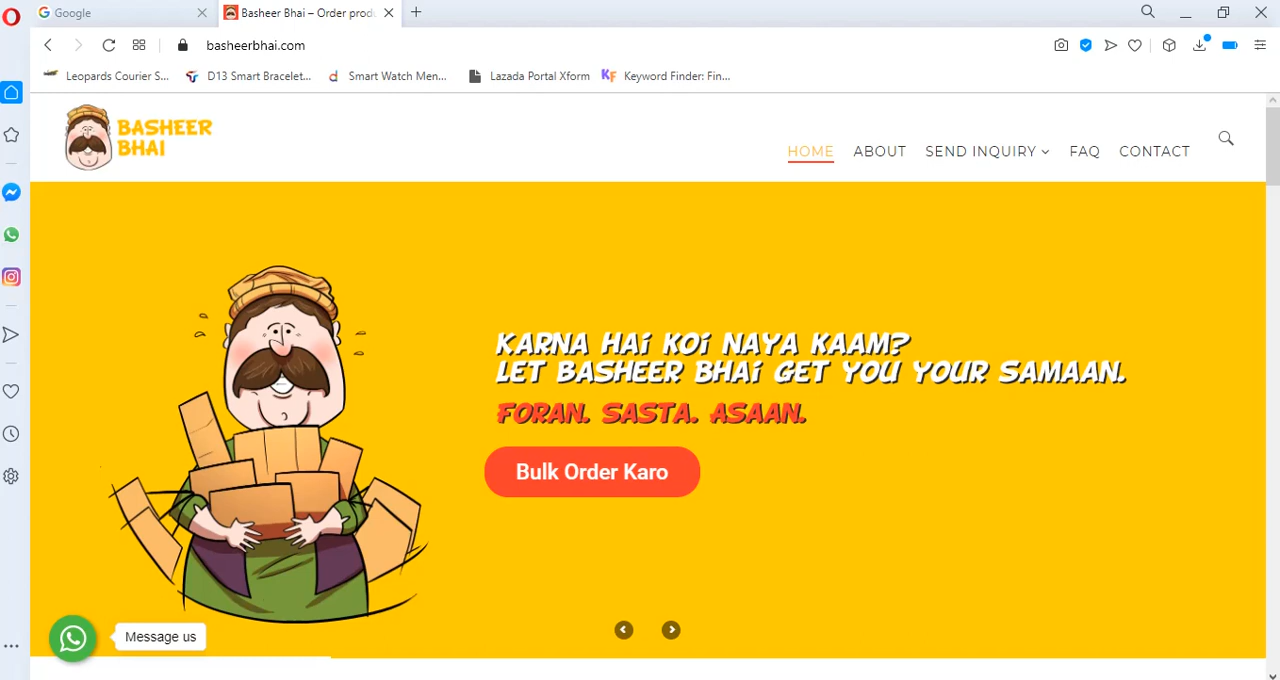 Google
Basheer Bhai – Order prod
basheerbhai.com
Leopards Courier S...
D13 Smart Bracelet...
Smart Watch Men...
Lazada Portal Xform
KF
Keyword Finder: Fin...
BASHEER
BHAI
HOME
ABOUT
SEND INQUIRY
FAQ
CONTACT
KARNA HAI KOI NAYA KAAM?
LET BASHEER BHAI GET YOU YOUR SAMAAN.
FORAN. SASTA. ASAAN.
Bulk Order Karo
Message us